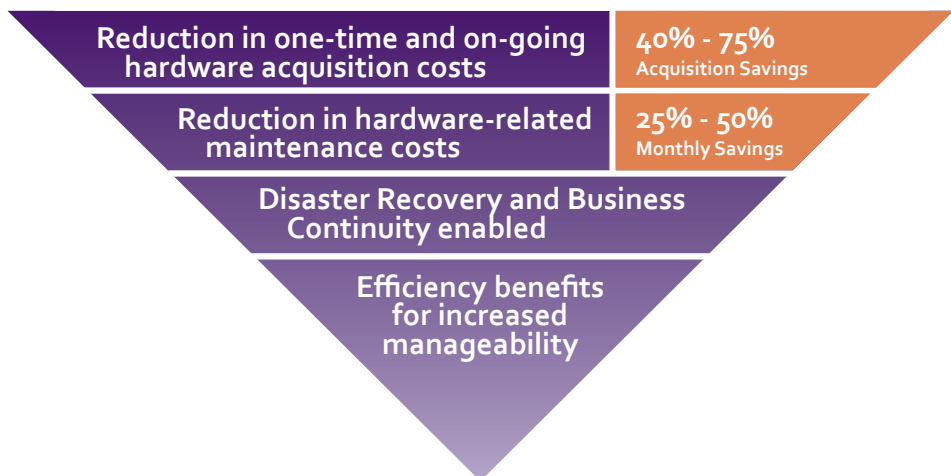 Reduction in one-time and on-going
hardware acquisition costs
40% - 75%
Acquisition Savings
Reduction in hardware-related
maintenance costs
25% - 50%
Monthly Savings
Disaster Recovery and Business
Continuity enabled
Efficiency benefits
for increased
manageability